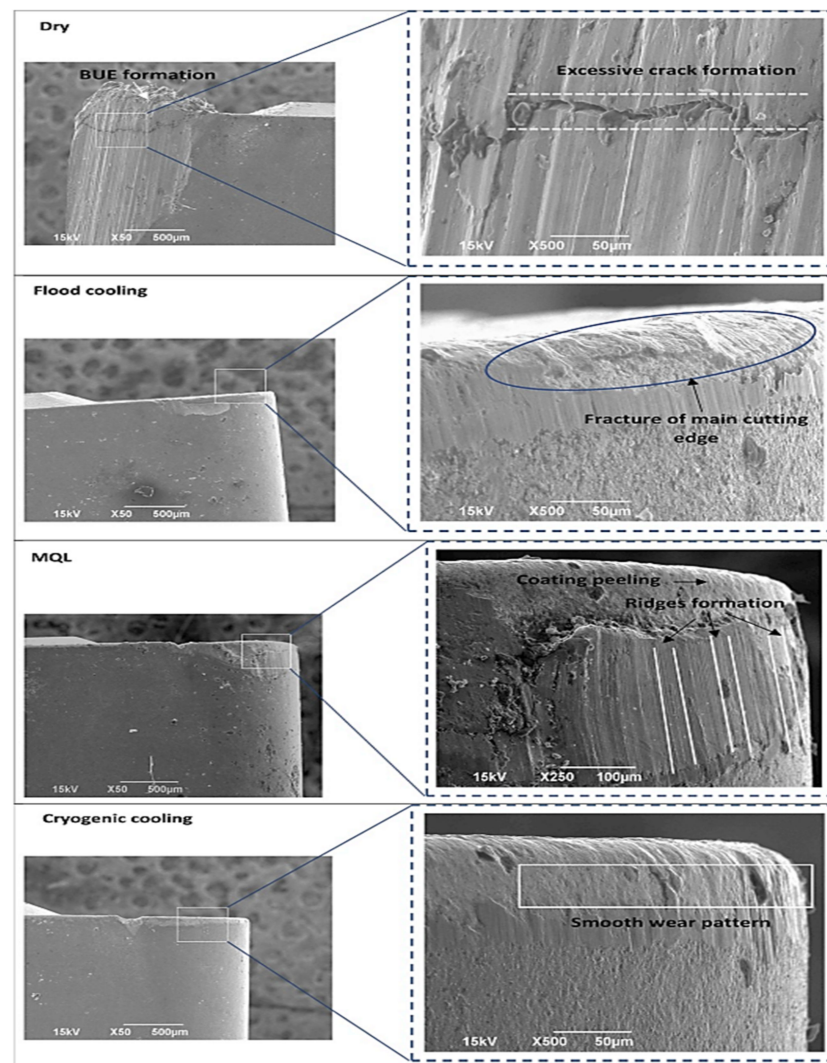 Dry
BUE formation
15kV X50 500µm
Excessive crack formation
15kV X500 50µm
Flood cooling
15kV X50 500µm
Fracture of main cutting
edge
15kV X500 50µm
MQL
15kV X50 500µm
Coating peeling
Ridges formation
15kV X250 100µm
Cryogenic cooling
15kV X50 500µm
Smooth wear pattern
15kV X500 50µm